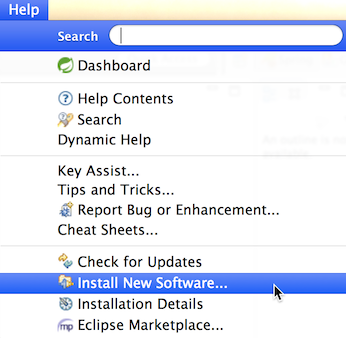 Help
Search
Dashboard
Help Contents
Search
Dynamic Help
Key Assist...
Tips and Tricks...
Report Bug or Enhancement...
Cheat Sheets...
Check for Updates
Install New Software...
Installation Details
mp Eclipse Marketplace...